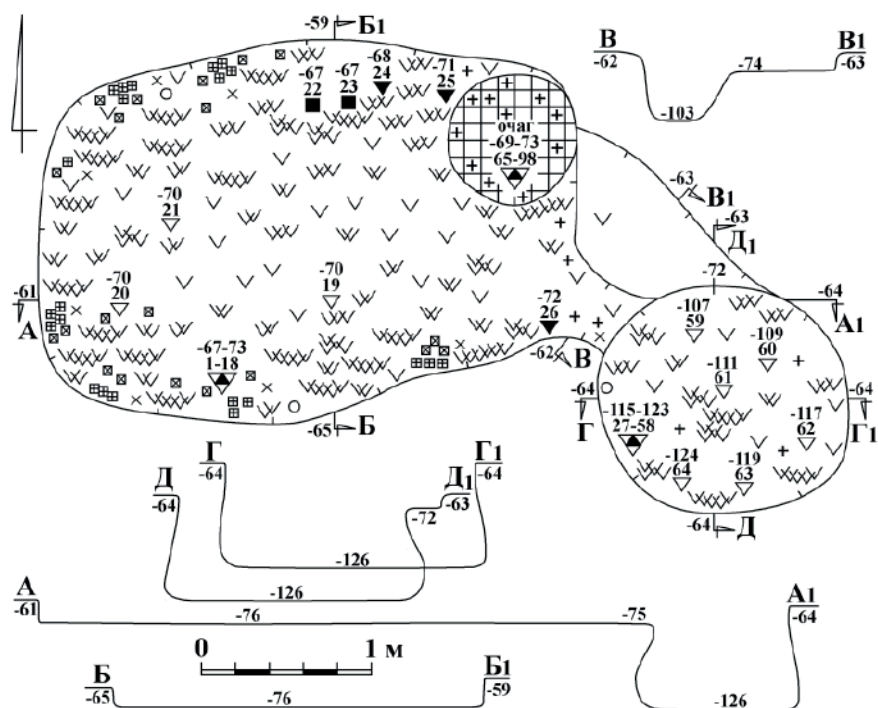 -59 Б1
-67
22
-67
23
-68
24
-71
25
очаг
-69-73
65-98
В
-62
-103
-74
В1
-63
-63
В1
-63
Д1
-70
21
-61
А
-70
20
-70
19
-72
26
-62
В
-67-73
1-18
-65 Б
-72
-64
А1
-107
59
-109
60
-111
61
-64
Г
-64
Г1
-115-123
27-58
-117
62
-124
64
-119
63
-64 Д
Г
-64
Г1
-64
-126
Д
-64
Д1
-63
-72
-126
А
-61
-76
-75
А1
-64
-126
0 1 м
Б
-65
-76
Б1
-59